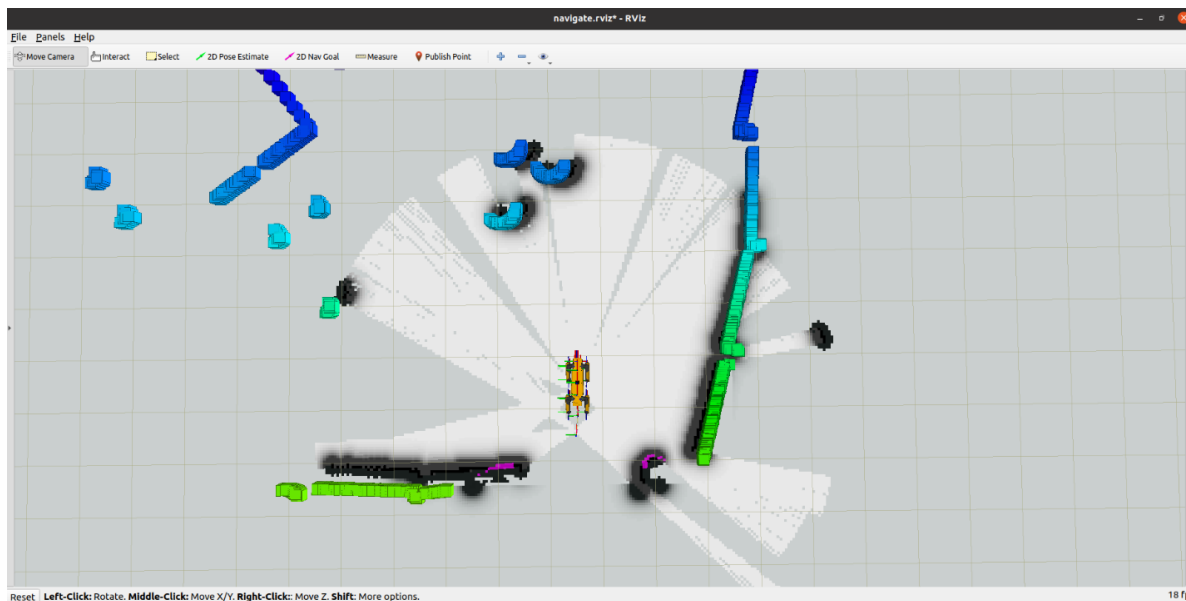 navigate.rviz* - RViz
File Panels Help
Move Camera Interact Select 2D Pose Estimate 2D Nav Goal Measure Publish Point
Reset Left-Click: Rotate. Middle-Click: Move X/Y. Right-Click:: Move Z. Shift: More options. 18